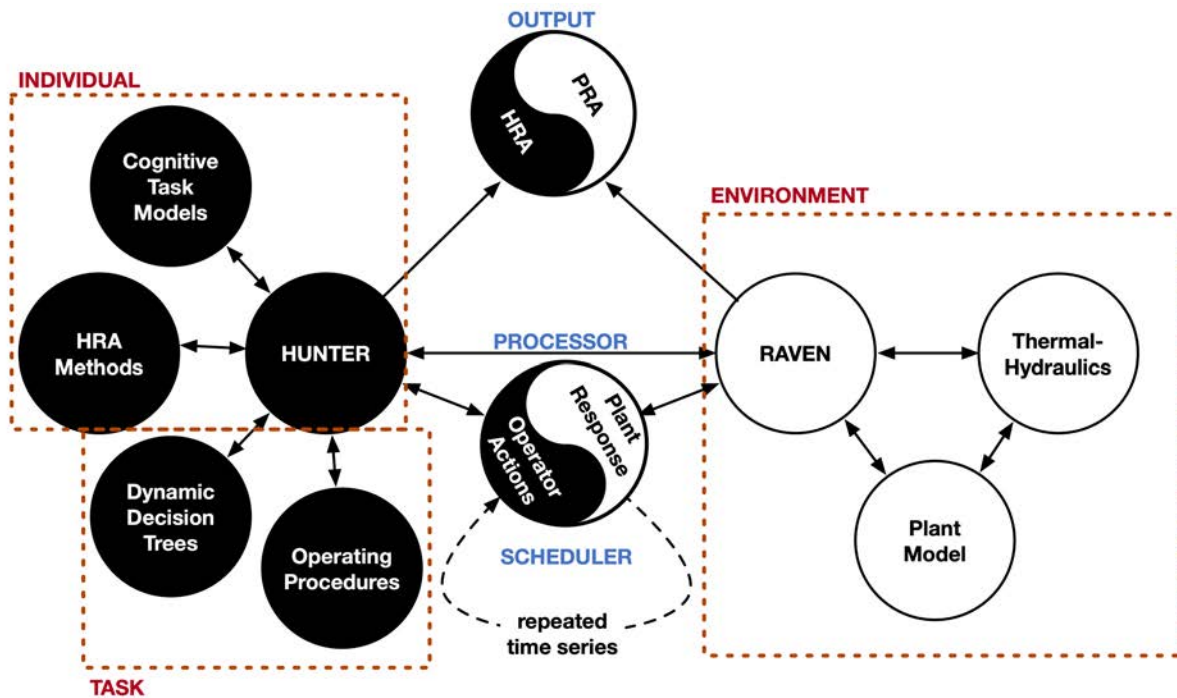 OUTPUT
INDIVIDUAL
PRA
HRA
Cognitive
Task
Models
ENVIRONMENT
HRA
Methods
HUNTER
PROCESSOR
RAVEN
Thermal-
Hydraulics
Plant
Response
Operator
Actions
Dynamic
Decision
Trees
Operating
Procedures
SCHEDULER
Plant
Model
repeated
time series
TASK